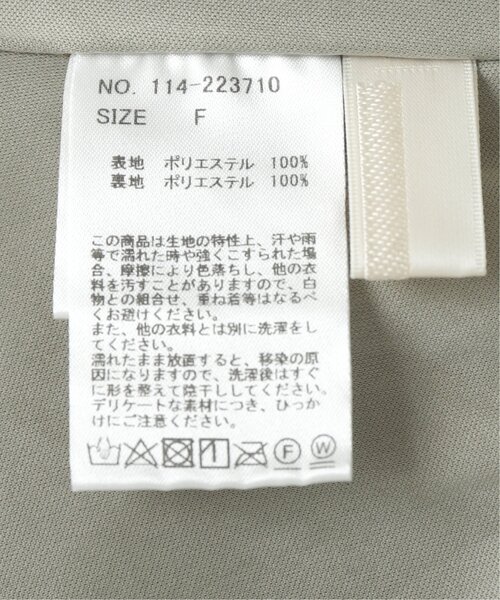 NO. 114-223710
SIZE F
表地 ポリエステル 100%
裏地 ポリエステル 100%
この商品は生地の特性上、汗や雨
等で濡れた時や強くこすられた場
合、摩擦により色落ちし、他の衣
料を汚すことがありますので、白
物との組合せ、重ね着等はなるべ
くお避けください。
また、他の衣料とは別に洗濯をし
てください。
濡れたまま放置すると、移染の原
因になりますので、洗濯後はすぐ
に形を整えて陰干ししてください。
デリケートな素材につき、ひっか
けにご注意ください。
F W